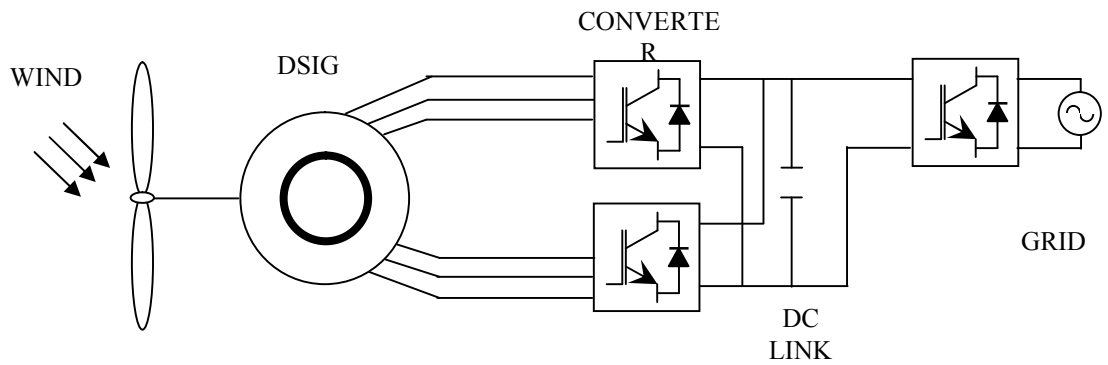 CONVERTE
R
DSIG
WIND
GRID
DC
LINK